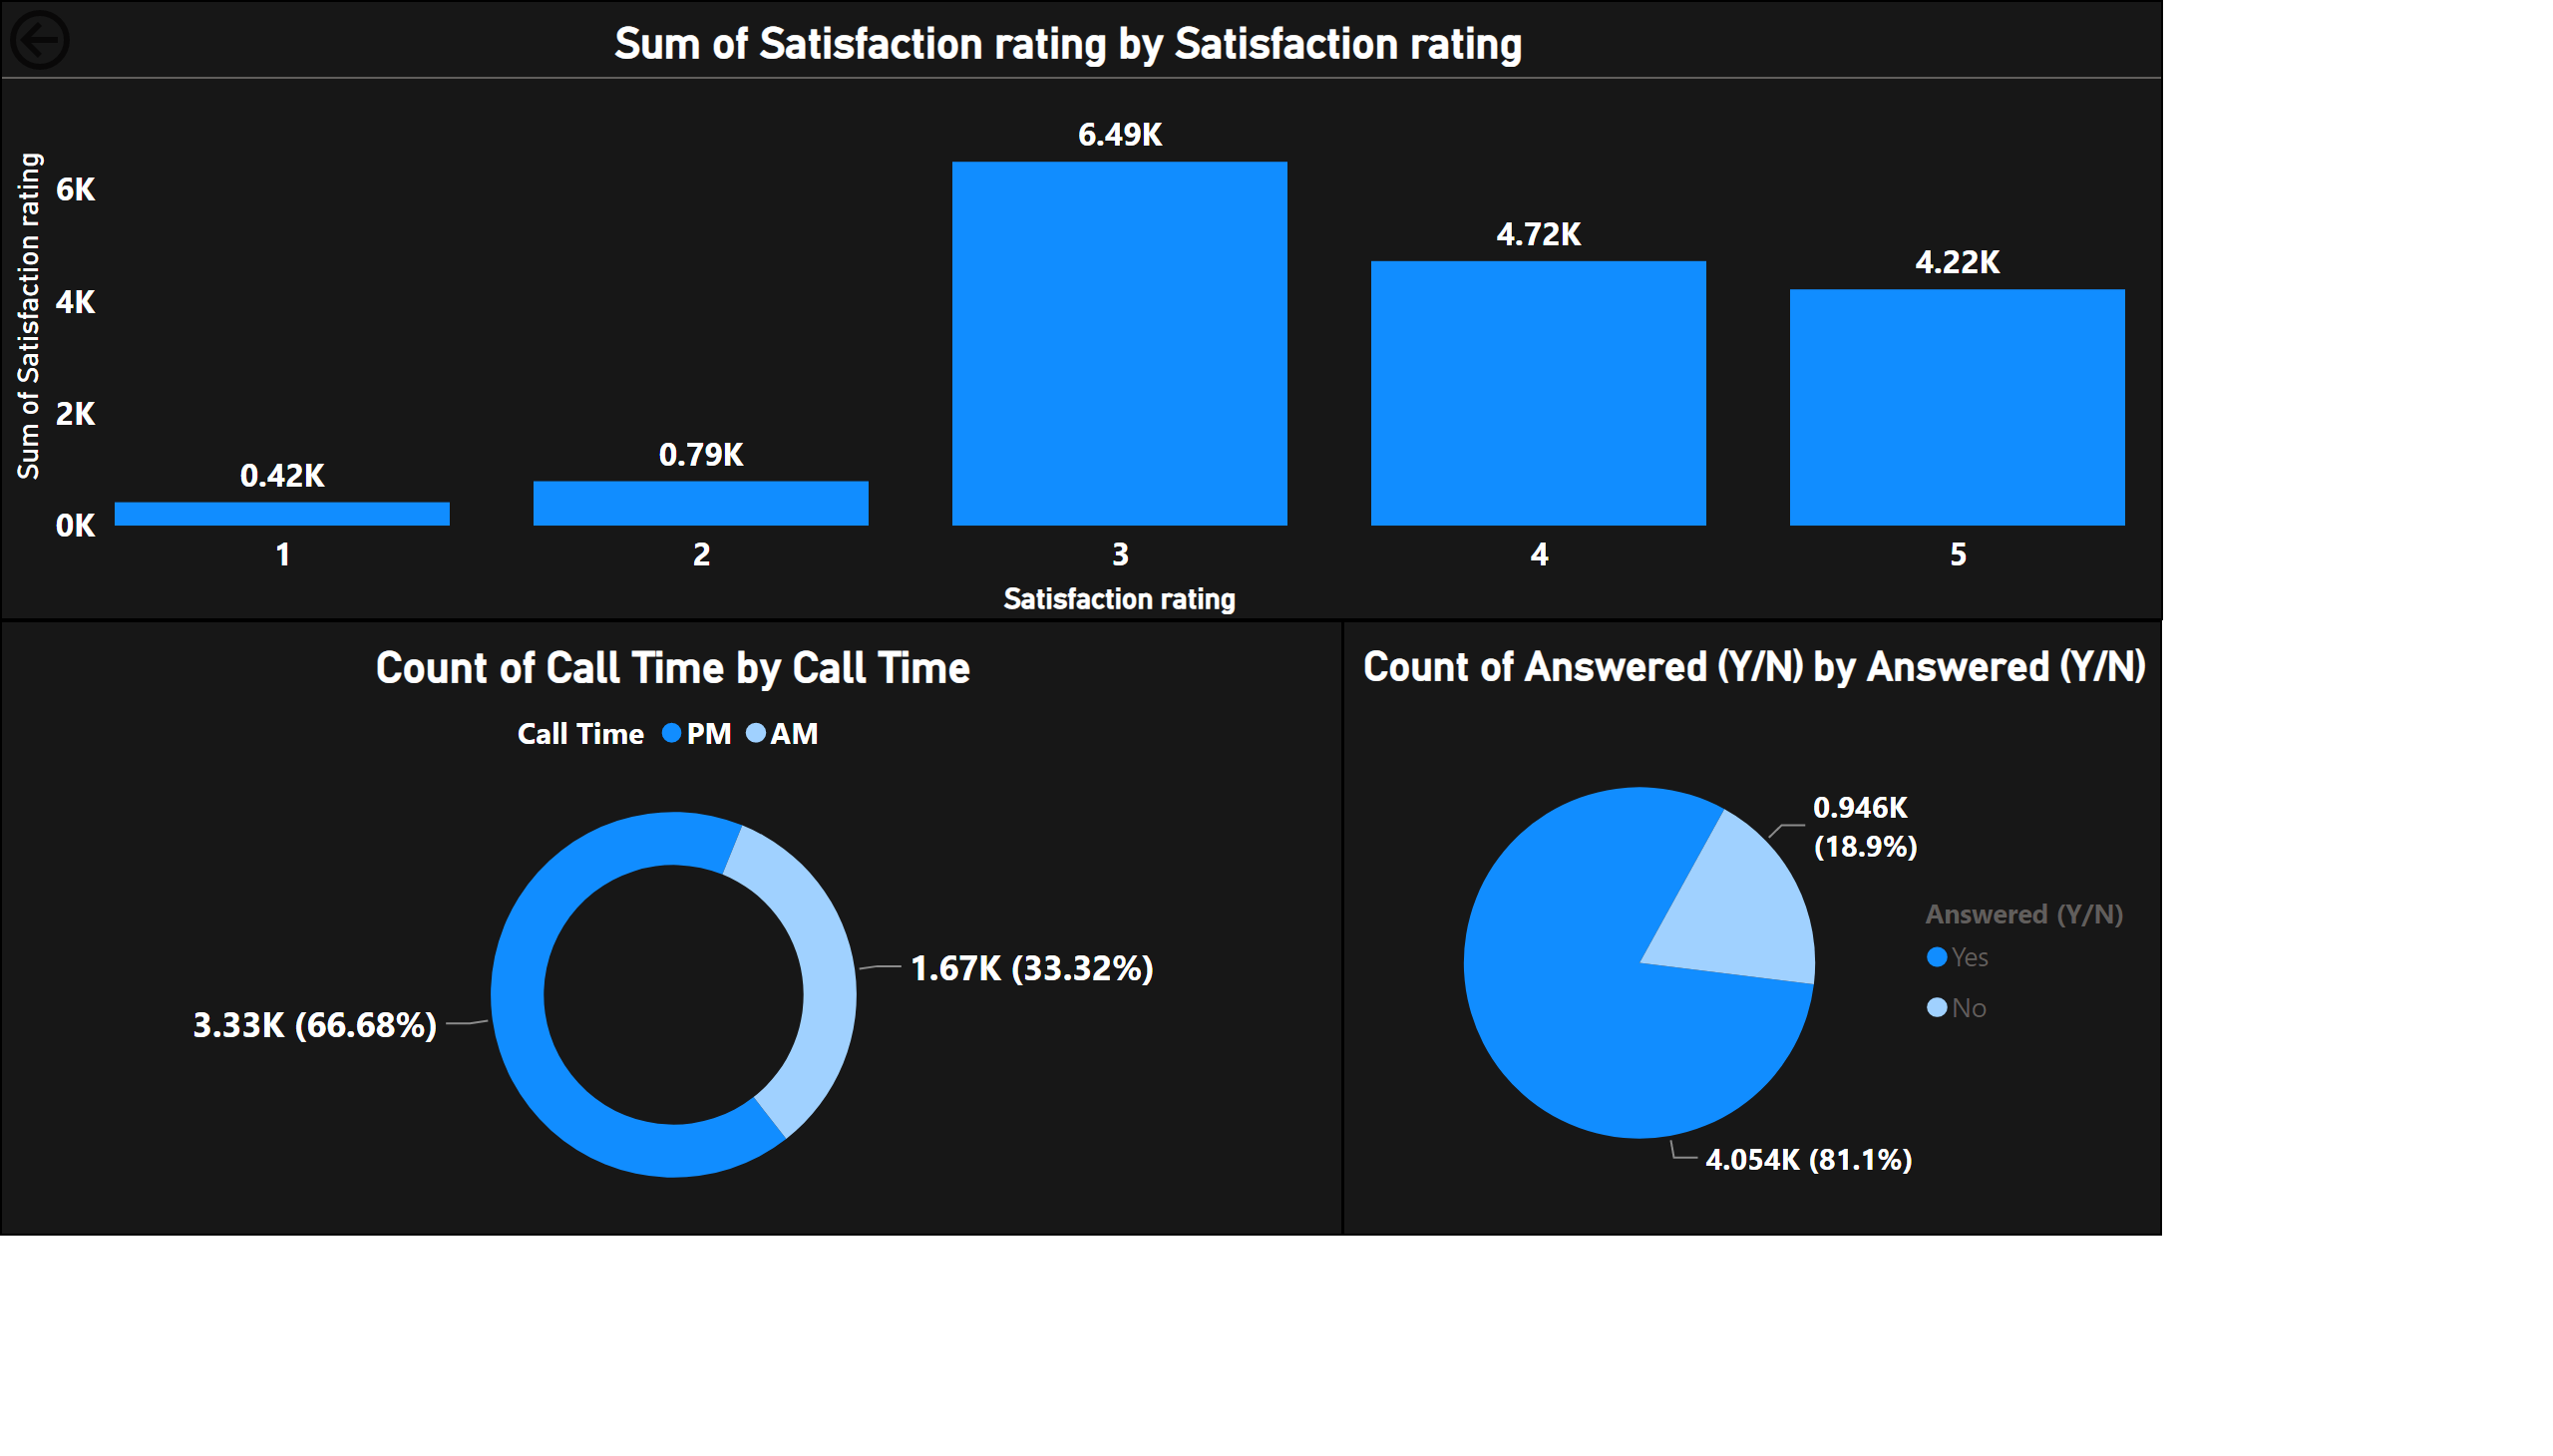 Sum of Satisfaction rating by Satisfaction rating
Sum of Satisfaction rating
6K
4K
2K
0K
0.42K
0.79K
6.49K
4.72K
4.22K
1 2 3 4 5
Satisfaction rating
Count of Call Time by Call Time
Call Time PM AM
1.67K (33.32%)
3.33K (66.68%)
Count of Answered (Y/N) by Answered (Y/N)
0.946K
(18.9%)
Answered (Y/N)
Yes
No
4.054K (81.1%)